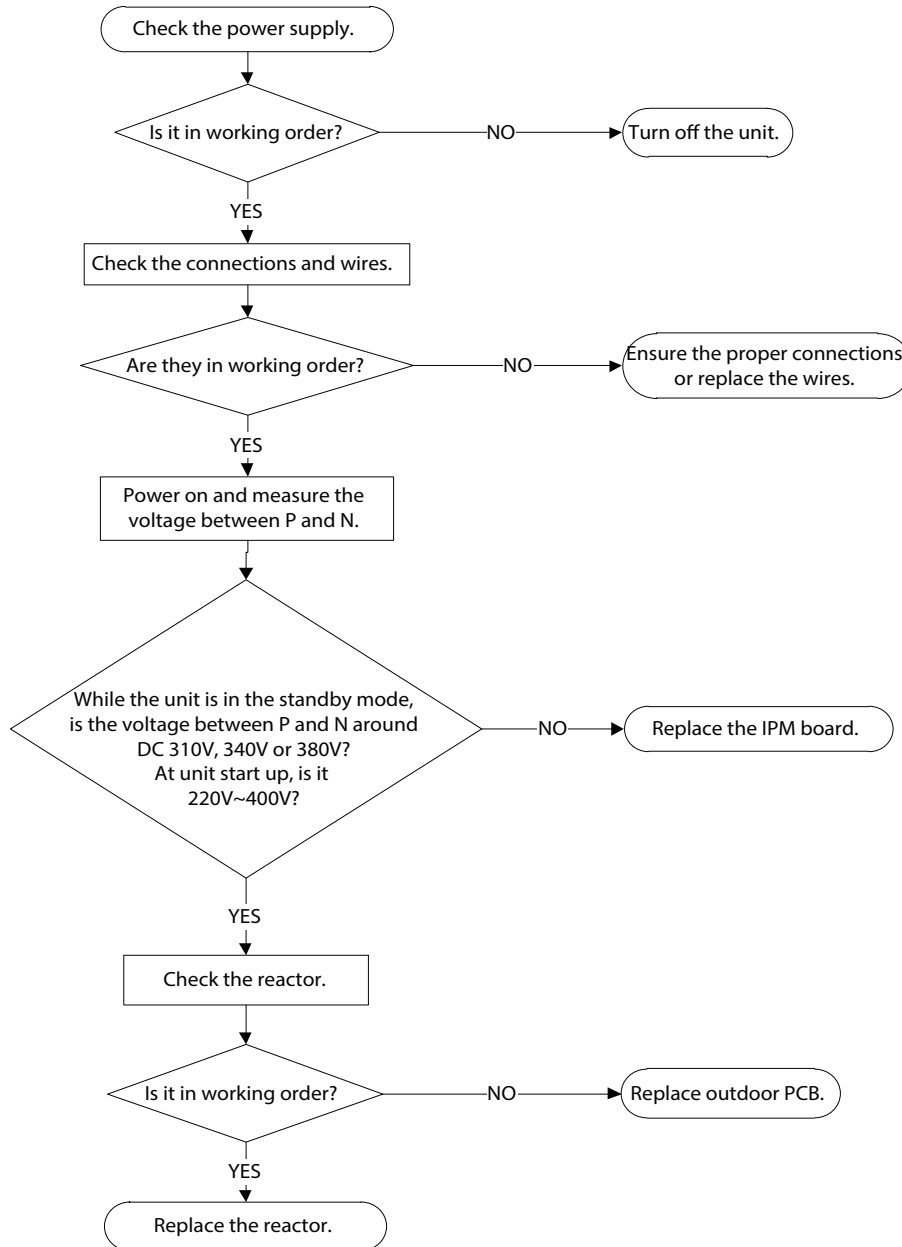 Check the power supply.
Is it in working order?
NO
Turn off the unit.
YES
Check the connections and wires.
Are they in working order?
NO
Ensure the proper connections
or replace the wires.
YES
Power on and measure the
voltage between P and N.
While the unit is in the standby mode,
is the voltage between P and N around
DC 310V, 340V or 380V?
At unit start up, is it
220V~400V?
NO
Replace the IPM board.
YES
Check the reactor.
Is it in working order?
NO
Replace outdoor PCB.
YES
Replace the reactor.